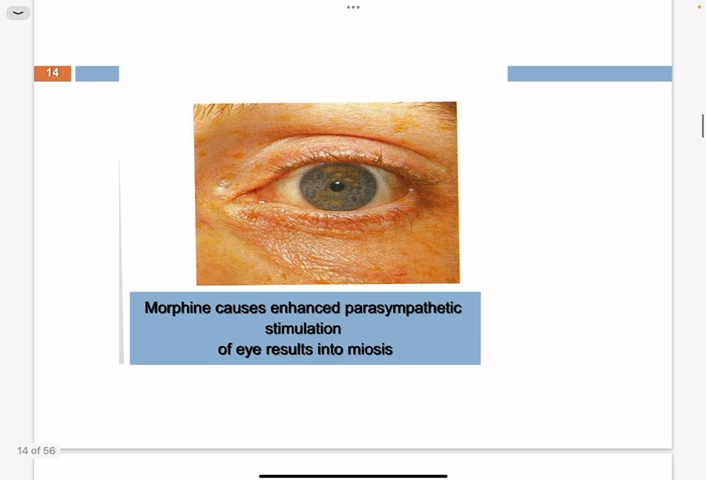 14
Morphine causes enhanced parasympathetic
stimulation
of eye results into miosis
14 of 56